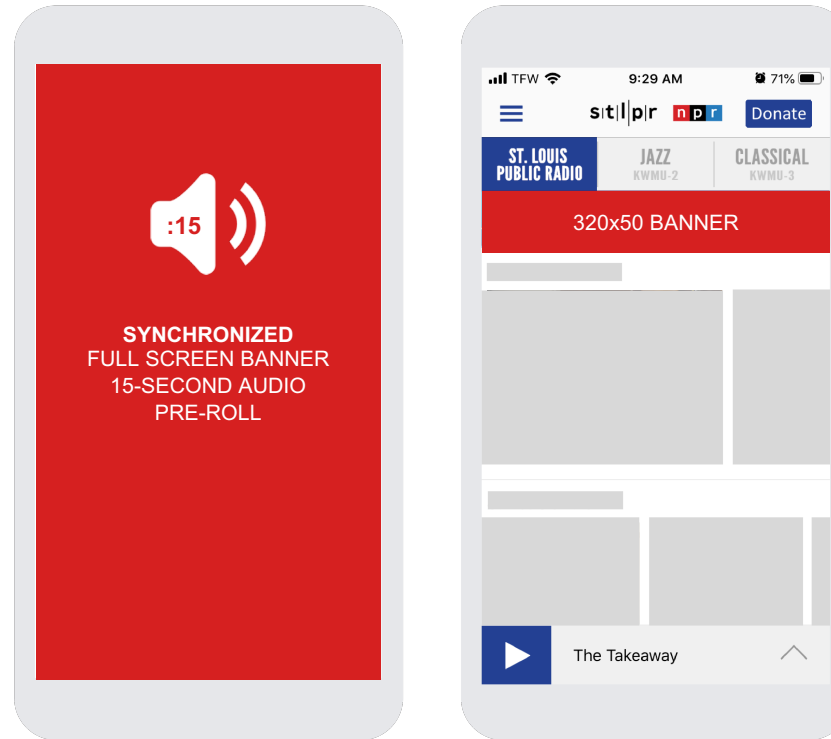 :15
SYNCHRONIZED
FULL SCREEN BANNER
15-SECOND AUDIO
PRE-ROLL
TFW 9:29 AM 71%
s|t|l|p|r npr Donate
ST. LOUIS
PUBLIC RADIO
JAZZ
KWMU-2
CLASSICAL
KWMU-3
320x50 BANNER
The Takeaway